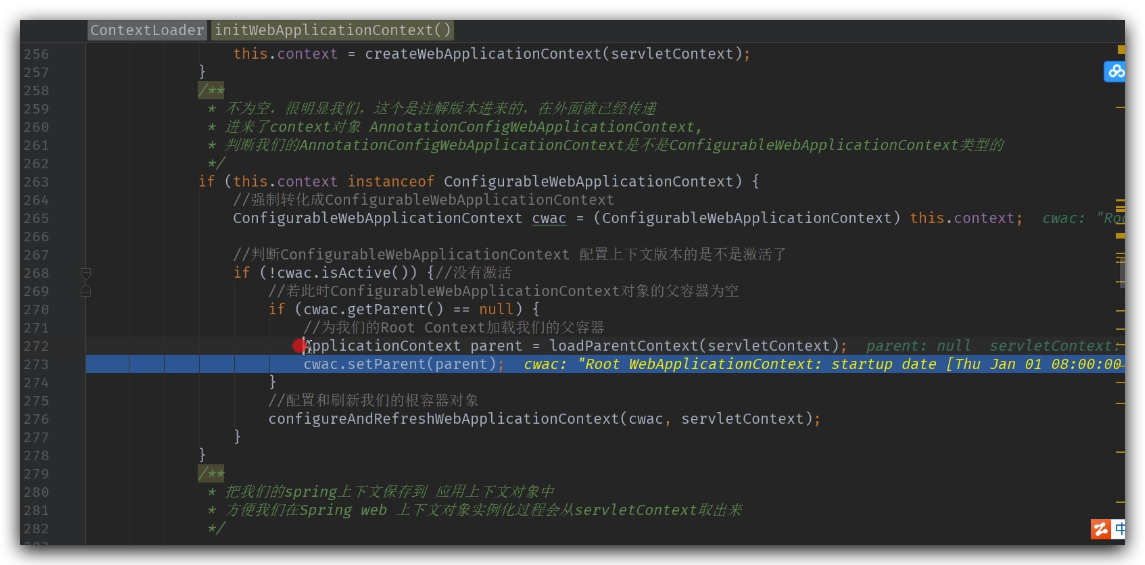 ContextLoader initWebApplicationContext()
256 this.context = createWebApplicationContext(servletContext);
257 }
258 /**
259 * 不为空，很明显我们，这个是注解版本进来的，在外面就已经传递
260 * 进来了context对象 AnnotationConfigWebApplicationContext,
261 * 判断我们的AnnotationConfigWebApplicationContext是不是ConfigurableWebApplicationContext类型的
262 */
263 if (this.context instanceof ConfigurableWebApplicationContext) {
264 //强制转化成ConfigurableWebApplicationContext
265 ConfigurableWebApplicationContext cwac = (ConfigurableWebApplicationContext) this.context; cwac: "Roo
266
267 //判断ConfigurableWebApplicationContext 配置上下文版本的是不是激活了
268 if (!cwac.isActive()) {//没有激活
269 //若此时ConfigurableWebApplicationContext对象的父容器为空
270 if (cwac.getParent() == null) {
271 //为我们的Root Context加载我们的父容器
272 ApplicationContext parent = loadParentContext(servletContext); parent: null servletContext:
273 cwac.setParent(parent); cwac: "Root WebApplicationContext: startup date [Thu Jan 01 08:00:00
274 }
275 //配置和刷新我们的根容器对象
276 configureAndRefreshWebApplicationContext(cwac, servletContext);
277 }
278 }
279 /**
280 * 把我们的spring上下文保存到 应用上下文对象中
281 * 方便我们在Spring web 上下文对象实例化过程会从servletContext取出来
282 */
中